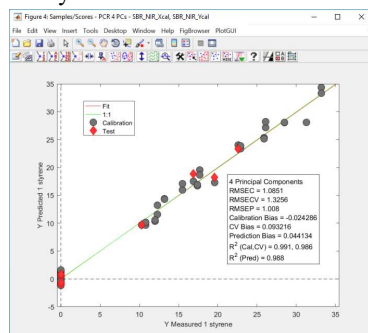 Figure 4: Samples/Scores - PCR 4 PCs - SBR_NIR_Xcal, SBR_NIR_Ycal
File Edit View Insert Tools Desktop Window Help FigBrowser PlotGUI
35
30
25
20
15
10
5
0
-5
Y Predicted 1 styrene
Fit
1:1
Calibration
Test
4 Principal Components
RMSEC = 1.0851
RMSECV = 1.3256
RMSEP = 1.008
Calibration Bias = -0.024286
CV Bias = 0.093216
Prediction Bias = 0.044134
R^2 (Cal,CV) = 0.991, 0.986
R^2 (Pred) = 0.988
0 5 10 15 20 25 30 35
Y Measured 1 styrene